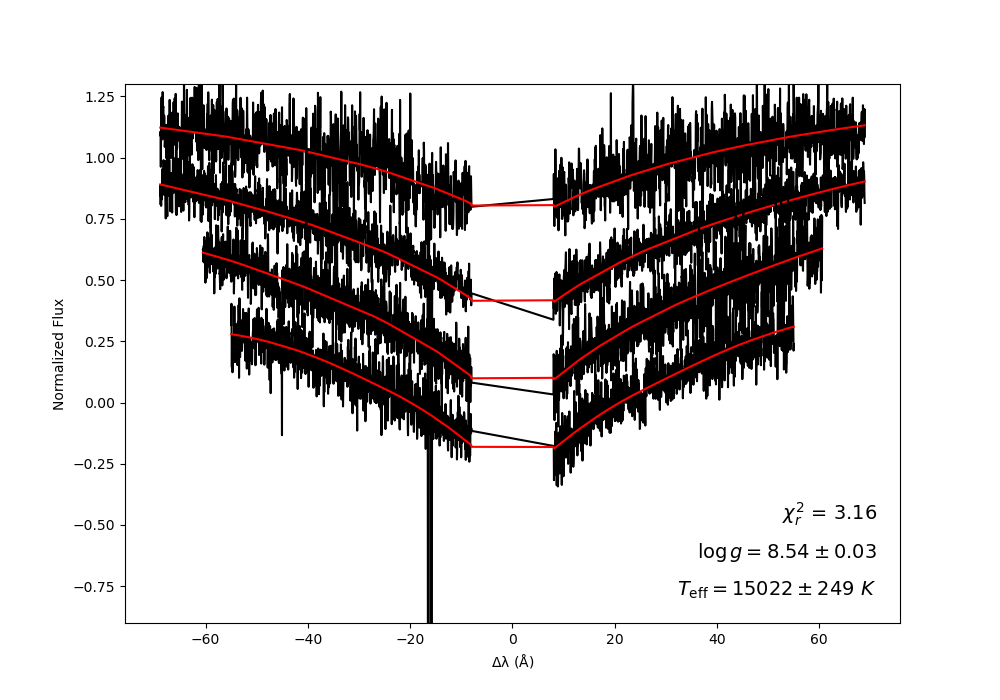 1.25
1.00
0.75
0.50
0.25
0.00
−0.25
−0.50
−0.75
Normalized Flux
χ²ᵣ = 3.16
log g = 8.54 ± 0.03
T_eff = 15022 ± 249 K
−60 −40 −20 0 20 40 60
Δλ (Å)